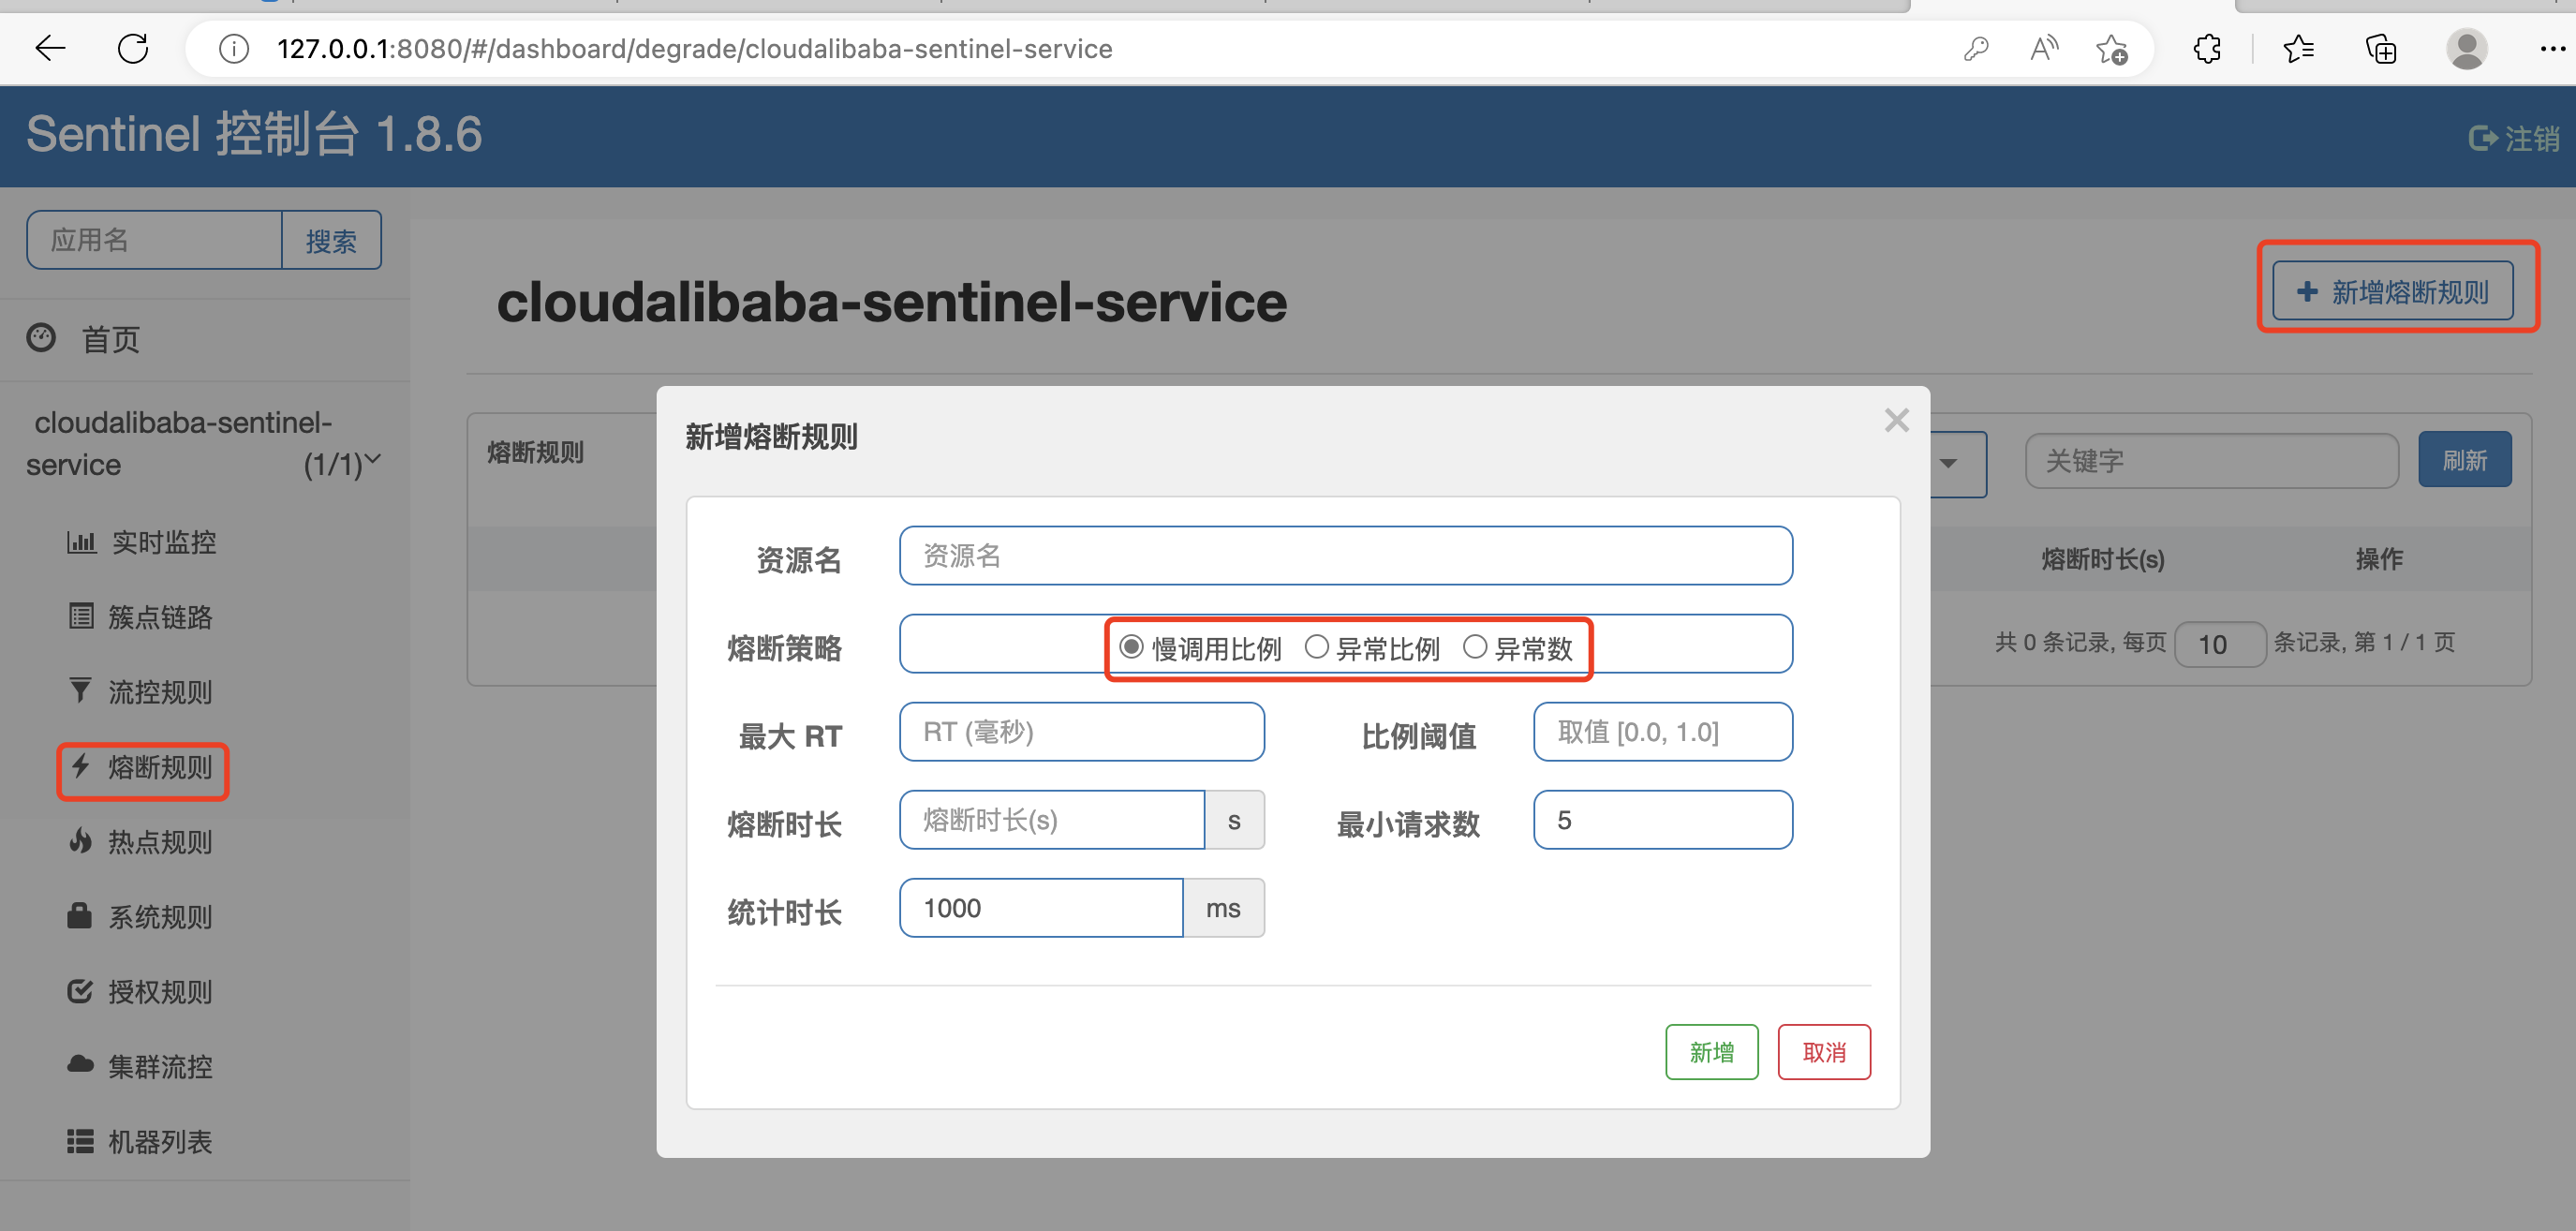 127.0.0.1:8080/#/dashboard/degrade/cloudalibaba-sentinel-service
Sentinel 控制台 1.8.6
注销
应用名
搜索
首页
cloudalibaba-sentinel-
service (1/1)
实时监控
簇点链路
流控规则
熔断规则
热点规则
系统规则
授权规则
集群流控
机器列表
cloudalibaba-sentinel-service
新增熔断规则
熔断规则
关键字
刷新
熔断时长(s) 操作
共 0 条记录, 每页 10 条记录, 第 1 / 1 页
新增熔断规则
资源名 资源名
熔断策略 慢调用比例 异常比例 异常数
最大 RT RT (毫秒) 比例阈值 取值 [0.0, 1.0]
熔断时长 熔断时长(s) s 最小请求数 5
统计时长 1000 ms
新增 取消